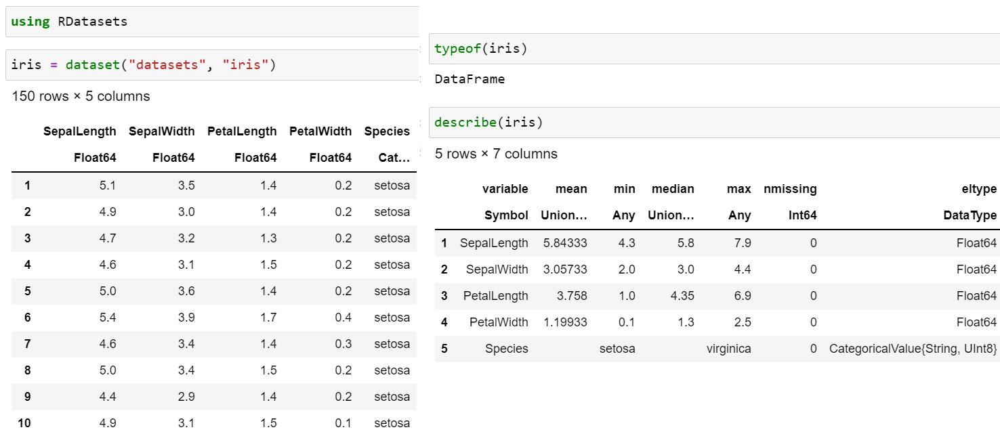 using RDatasets
iris = dataset("datasets", "iris")
150 rows × 5 columns
SepalLength SepalWidth PetalLength PetalWidth Species
Float64 Float64 Float64 Float64 Cat…
1 5.1 3.5 1.4 0.2 setosa
2 4.9 3.0 1.4 0.2 setosa
3 4.7 3.2 1.3 0.2 setosa
4 4.6 3.1 1.5 0.2 setosa
5 5.0 3.6 1.4 0.2 setosa
6 5.4 3.9 1.7 0.4 setosa
7 4.6 3.4 1.4 0.3 setosa
8 5.0 3.4 1.5 0.2 setosa
9 4.4 2.9 1.4 0.2 setosa
10 4.9 3.1 1.5 0.1 setosa
typeof(iris)
DataFrame
describe(iris)
5 rows × 7 columns
variable mean min median max nmissing eltype
Symbol Union… Any Union… Any Int64 DataType
1 SepalLength 5.84333 4.3 5.8 7.9 0 Float64
2 SepalWidth 3.05733 2.0 3.0 4.4 0 Float64
3 PetalLength 3.758 1.0 4.35 6.9 0 Float64
4 PetalWidth 1.19933 0.1 1.3 2.5 0 Float64
5 Species setosa virginica 0 CategoricalValue{String, UInt8}